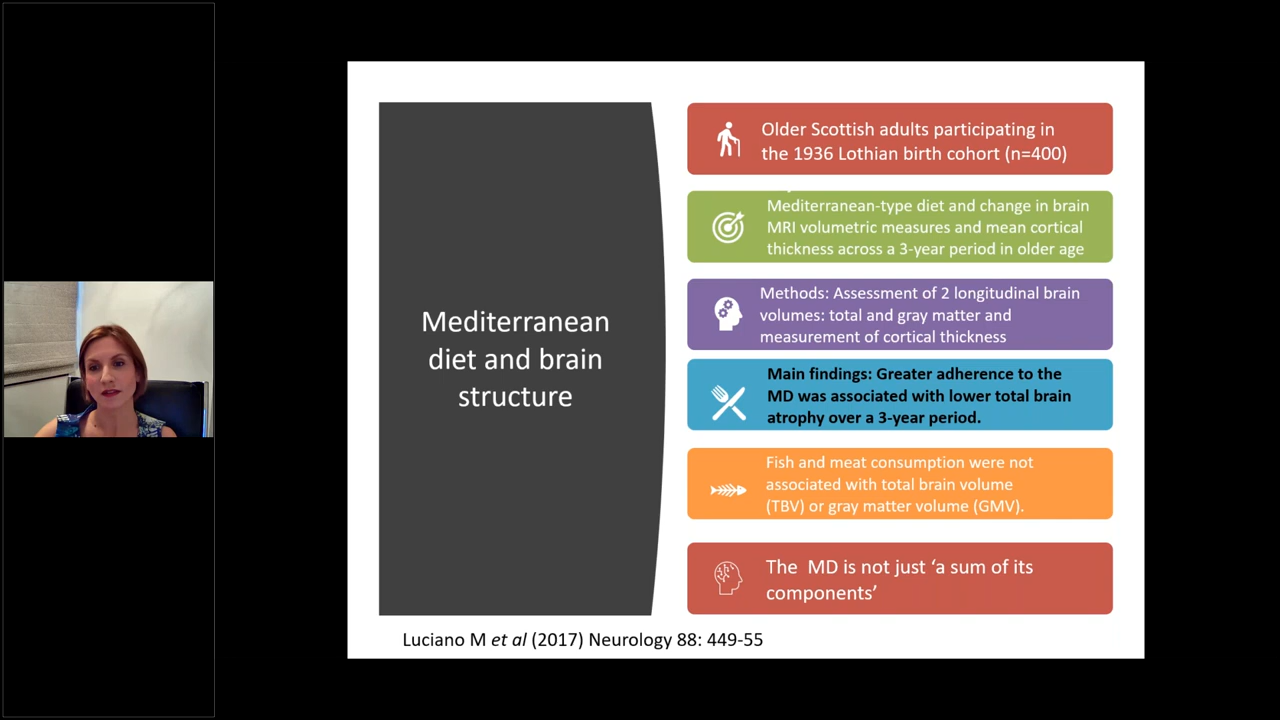 Mediterranean
diet and brain
structure
Older Scottish adults participating in
the 1936 Lothian birth cohort (n=400)
Mediterranean-type diet and change in brain
MRI volumetric measures and mean cortical
thickness across a 3-year period in older age
Methods: Assessment of 2 longitudinal brain
volumes: total and gray matter and
measurement of cortical thickness
Main findings: Greater adherence to the
MD was associated with lower total brain
atrophy over a 3-year period.
Fish and meat consumption were not
associated with total brain volume
(TBV) or gray matter volume (GMV).
The MD is not just ‘a sum of its
components’
Luciano M et al (2017) Neurology 88: 449-55